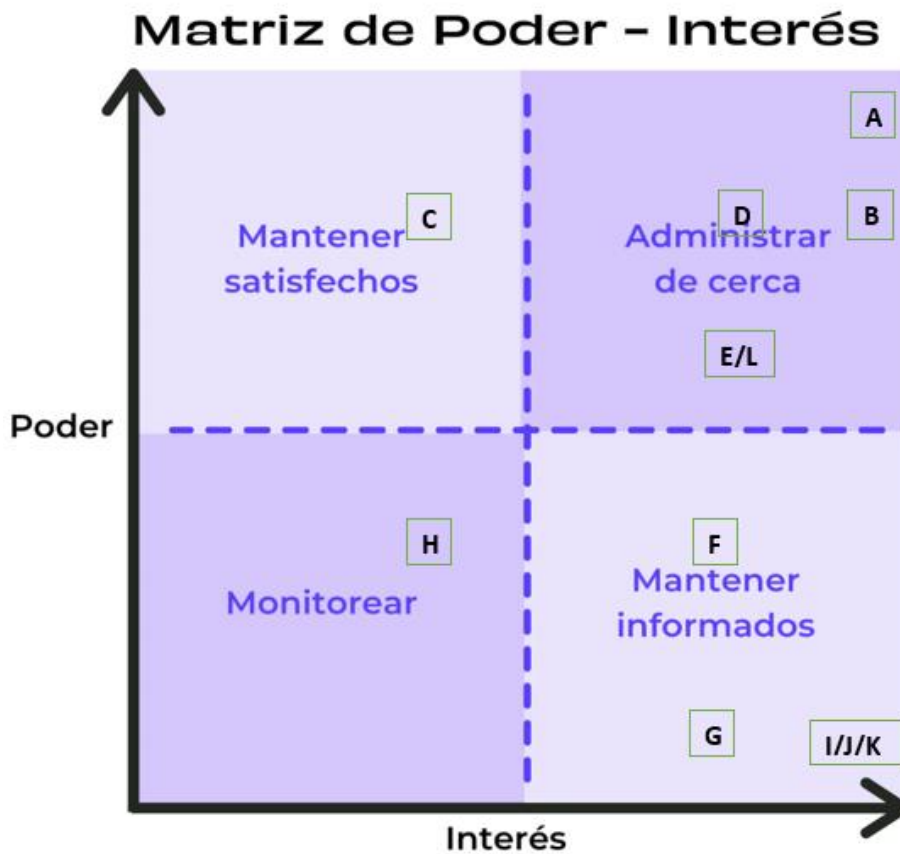 Matriz de Poder - Interés
A
C
D
B
Mantener
satisfechos
Administrar
de cerca
E/L
Poder
H
F
Monitorear
Mantener
informados
G
I/J/K
Interés